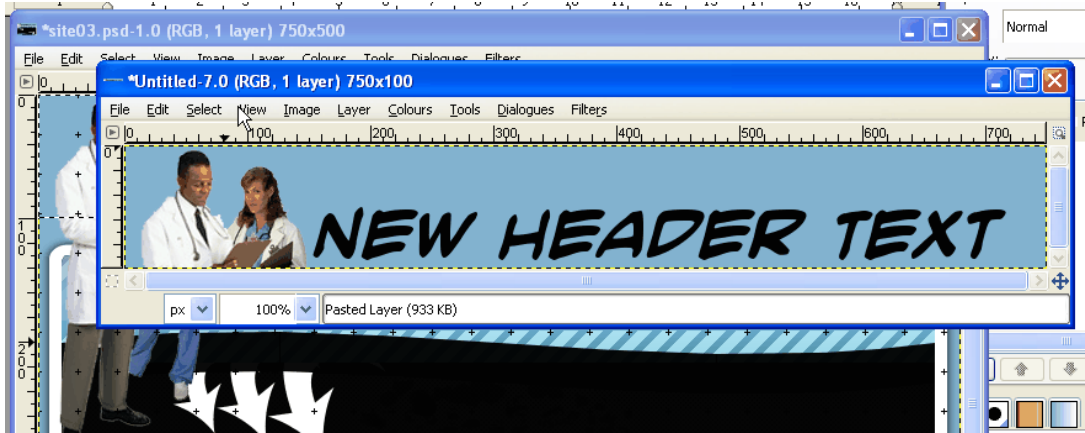 Normal
*site03.psd-1.0 (RGB, 1 layer) 750x500
File Edit Select View Image Layer Colours Tools Dialogues Filters
*Untitled-7.0 (RGB, 1 layer) 750x100
File Edit Select View Image Layer Colours Tools Dialogues Filters
0 100 200 300 400 500 600 700
NEW HEADER TEXT
px 100% Pasted Layer (933 KB)